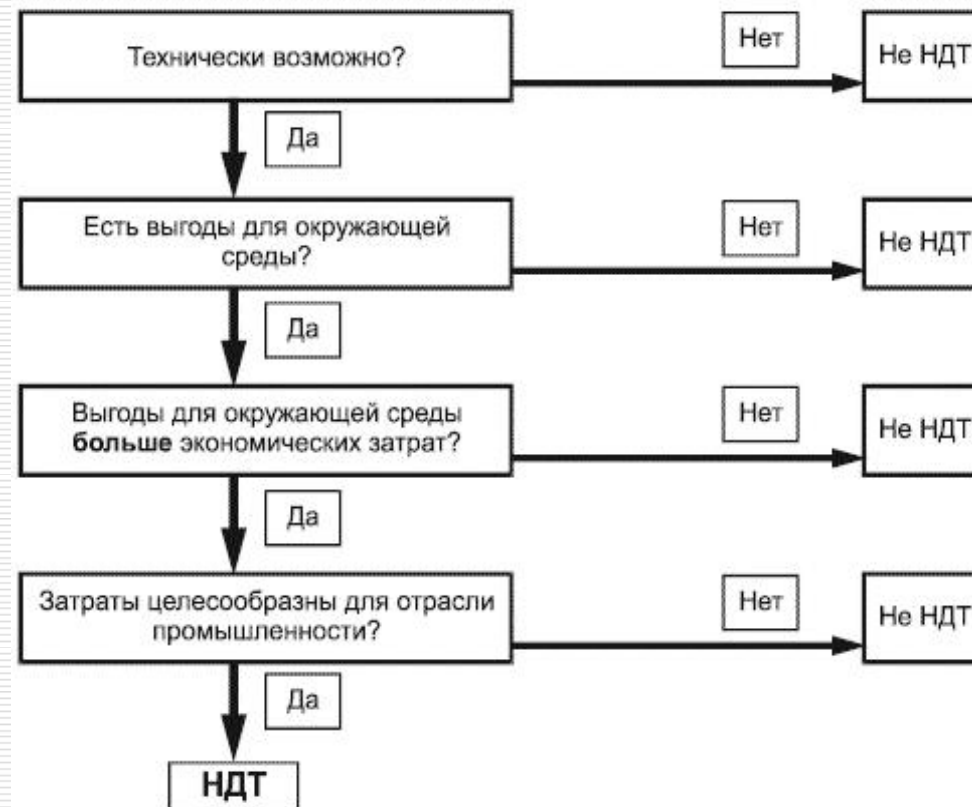 Технически возможно?
Нет
Не НДТ
Да
Есть выгоды для окружающей
среды?
Нет
Не НДТ
Да
Выгоды для окружающей среды
больше экономических затрат?
Нет
Не НДТ
Да
Затраты целесообразны для отрасли
промышленности?
Нет
Не НДТ
Да
НДТ